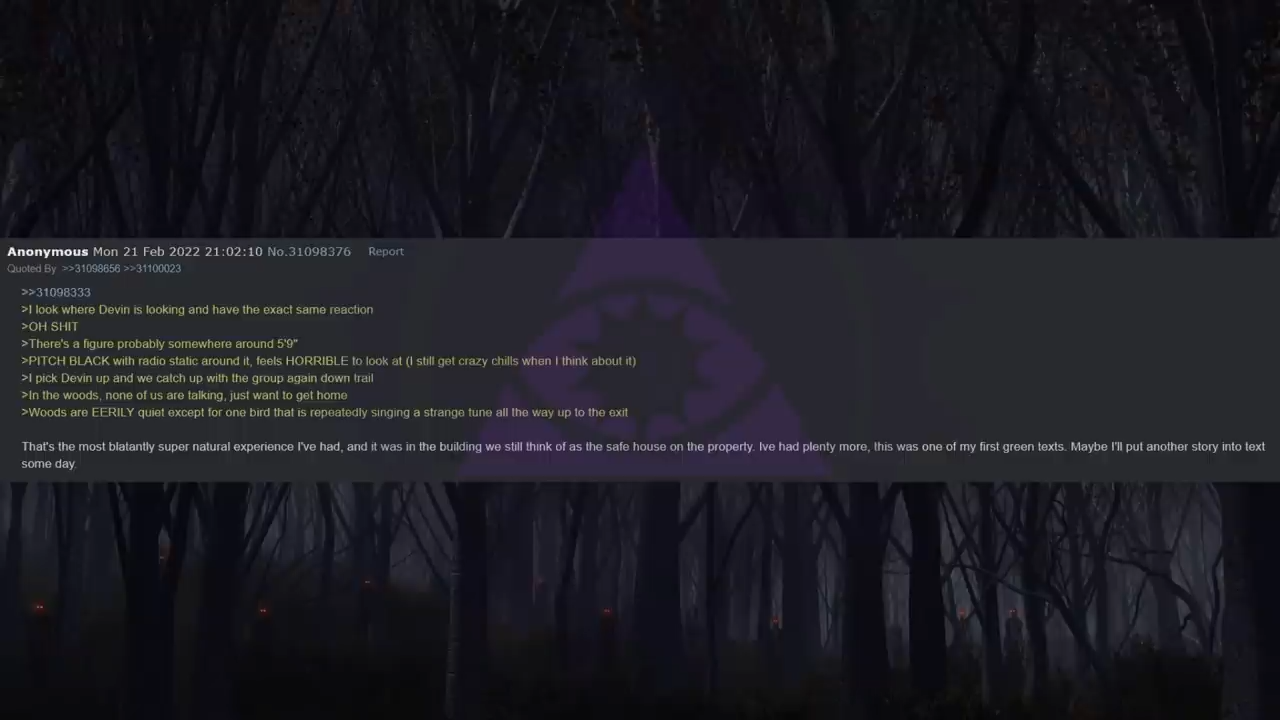 Anonymous Mon 21 Feb 2022 21:02:10 No.31098376 Report
Quoted By >>31098656 >>31100023
>>31098333
>I look where Devin is looking and have the exact same reaction
>OH SHIT
>There's a figure probably somewhere around 5'9"
>PITCH BLACK with radio static around it, feels HORRIBLE to look at (I still get crazy chills when I think about it)
>I pick Devin up and we catch up with the group again down trail
>In the woods, none of us are talking, just want to get home
>Woods are EERILY quiet except for one bird that is repeatedly singing a strange tune all the way up to the exit
That's the most blatantly super natural experience I've had, and it was in the building we still think of as the safe house on the property. Ive had plenty more, this was one of my first green texts. Maybe I'll put another story into text
some day.